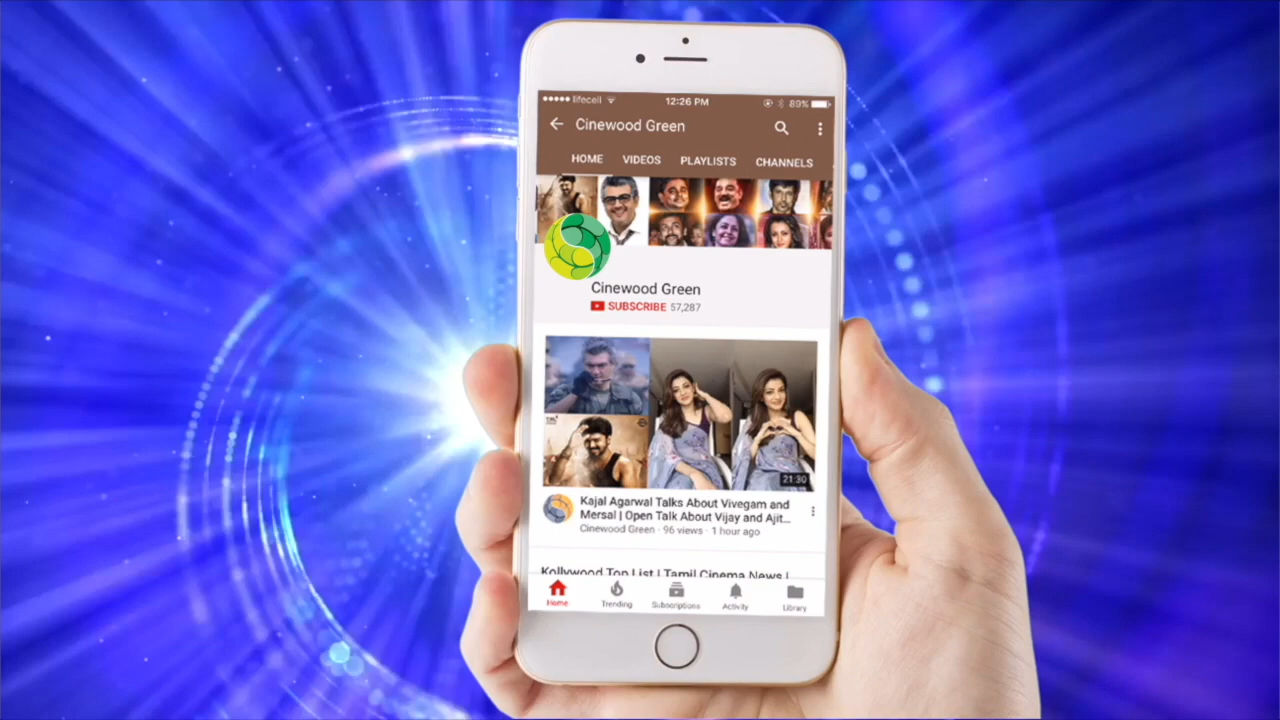 lifecell 12:26 PM 89%
Cinewood Green
HOME VIDEOS PLAYLISTS CHANNELS
Cinewood Green
SUBSCRIBE 57,287
21:30
Kajal Agarwal Talks About Vivegam and
Mersal | Open Talk About Vijay and Ajit...
Cinewood Green · 96 views · 1 hour ago
Kollywood Top List | Tamil Cinema News |
Home Trending Subscriptions Activity Library